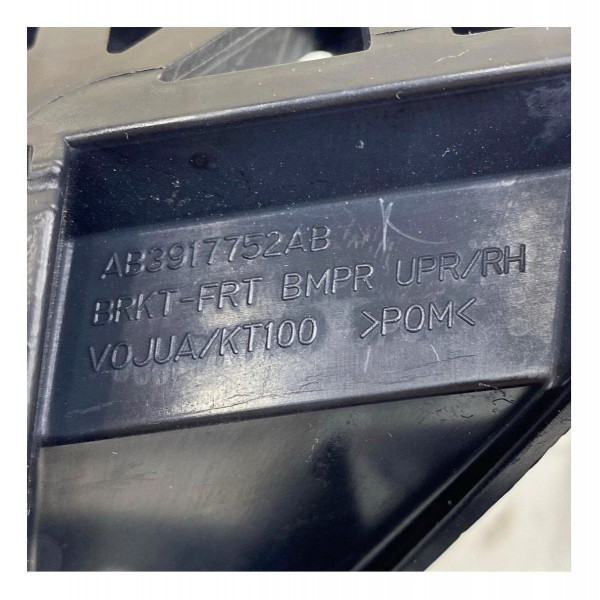 AB3917752AB
BRKT-FRT BMPR UPR/RH
VOJUA/KT100 >POM<